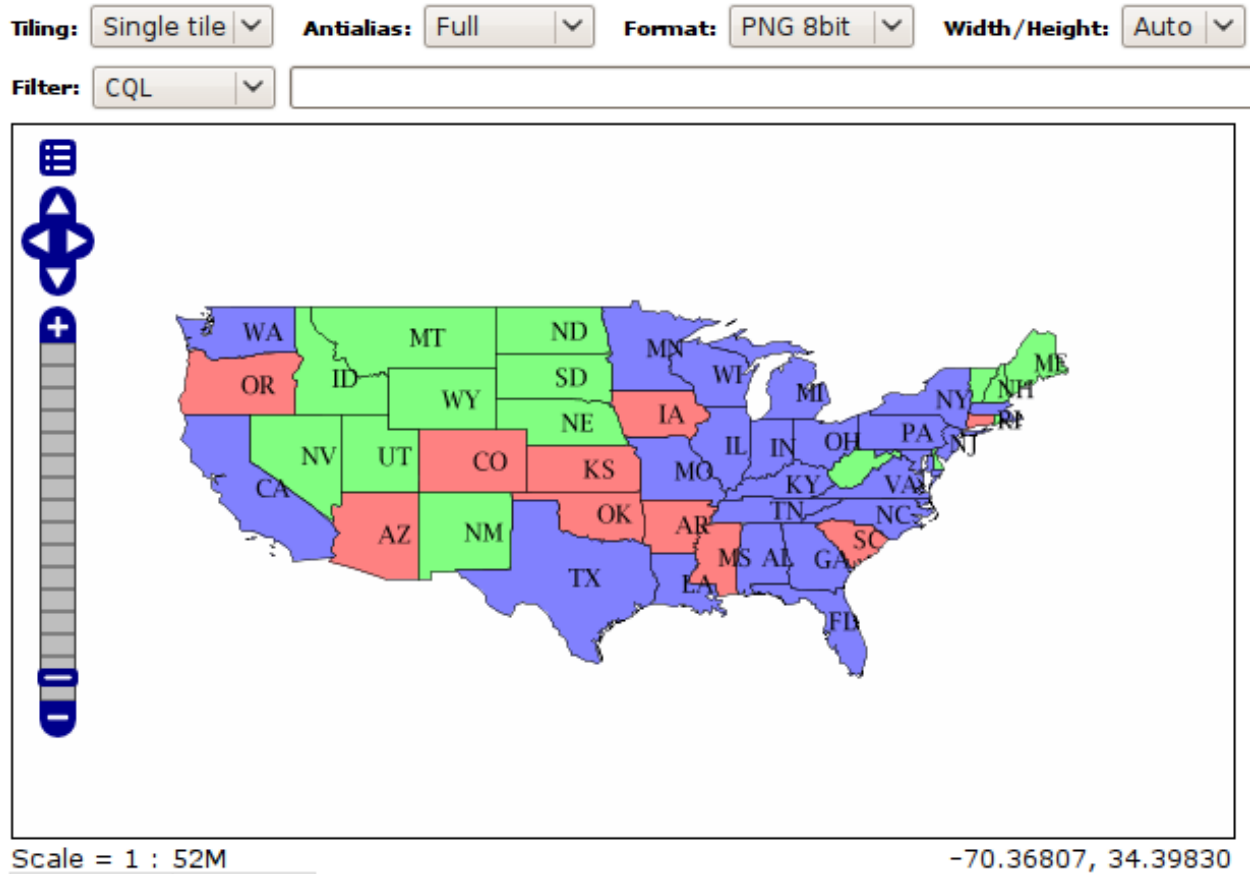 Tiling: Single tile Antialias: Full Format: PNG 8bit Width/Height: Auto
Filter: CQL
WA MT ND MN ME
OR ID WY SD WI MI NY NH
NV UT CO NE IA IL IN OH PA NJ RI
CA KS MO KY VA
AZ NM OK AR TN NC
TX LA MS AL GA SC
FL
Scale = 1 : 52M -70.36807, 34.39830